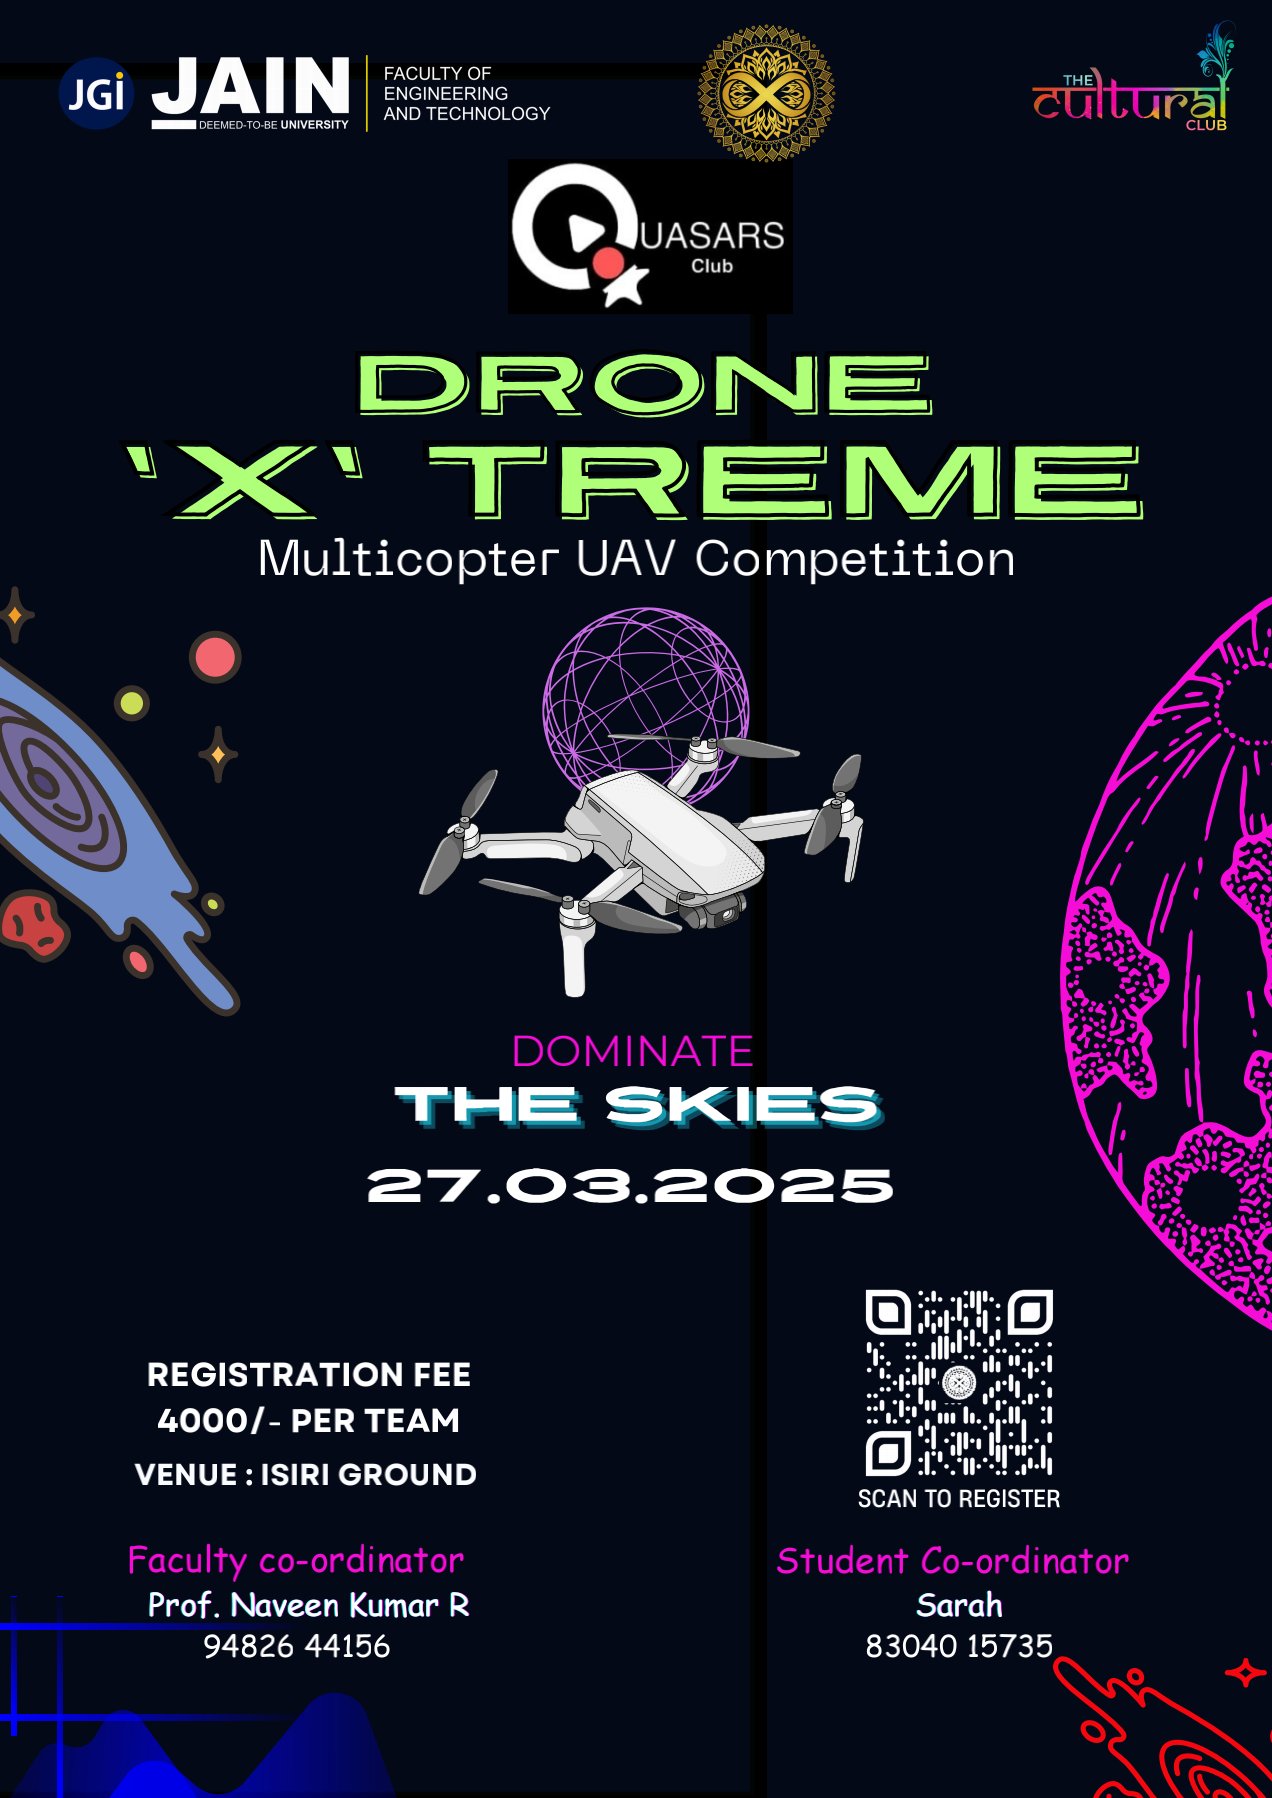 JGi JAIN DEEMED-TO-BE UNIVERSITY
FACULTY OF
ENGINEERING
AND TECHNOLOGY
THE
cultural
CLUB
QUASARS
Club
DRONE
'X' TREME
Multicopter UAV Competition
DOMINATE
THE SKIES
27.03.2025
REGISTRATION FEE
4000/- PER TEAM
VENUE : ISIRI GROUND
SCAN TO REGISTER
Faculty co-ordinator
Prof. Naveen Kumar R
94826 44156
Student Co-ordinator
Sarah
83040 15735